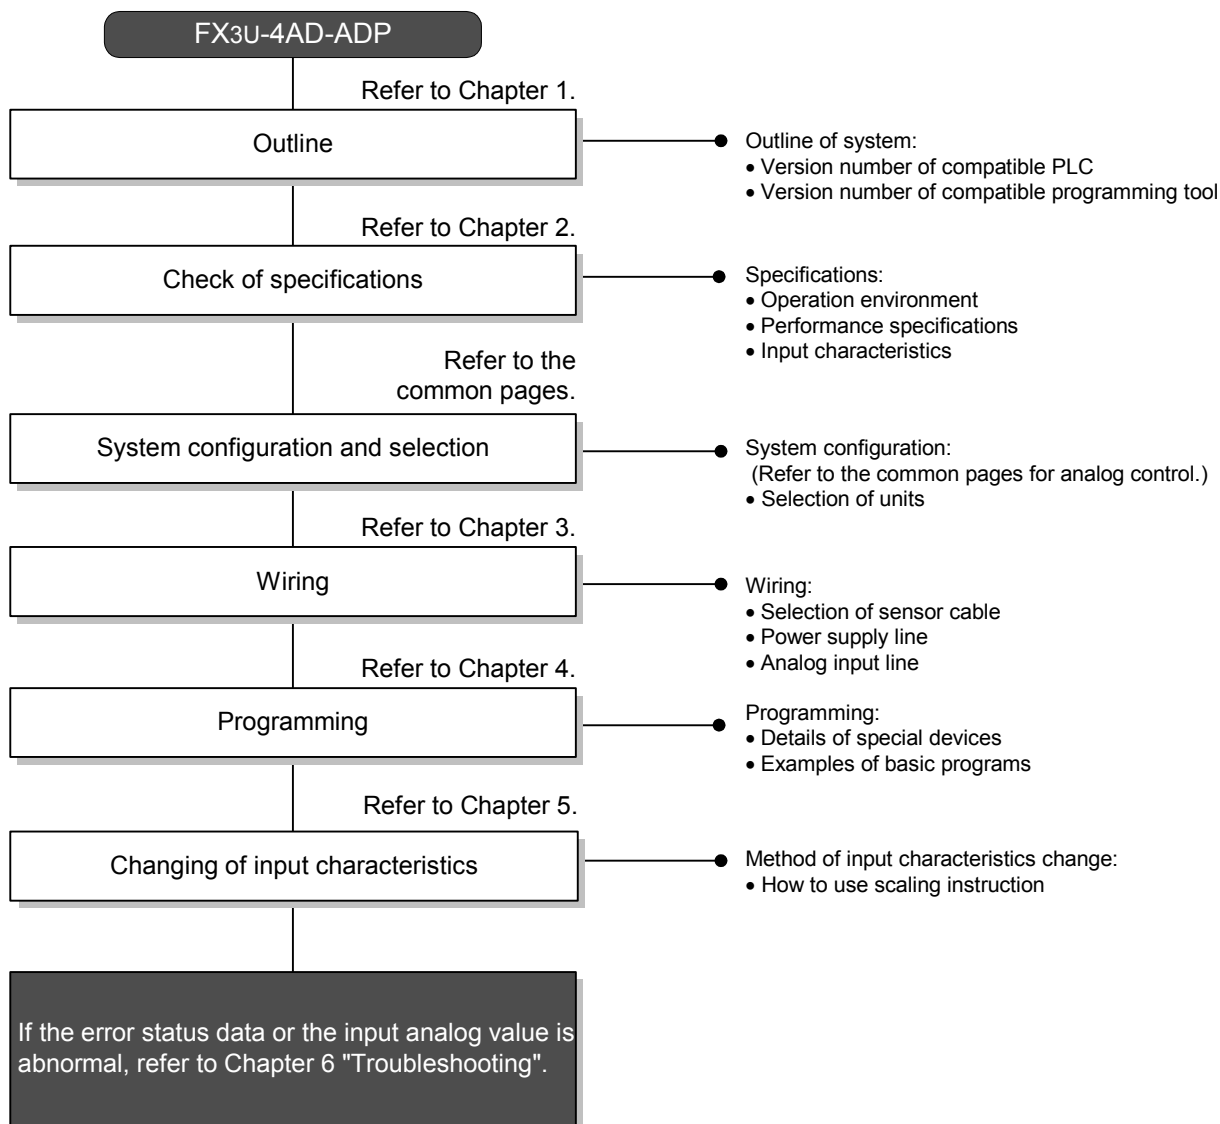 FX3U-4AD-ADP
Refer to Chapter 1.
Outline
Outline of system:
• Version number of compatible PLC
• Version number of compatible programming tool
Refer to Chapter 2.
Check of specifications
Specifications:
• Operation environment
• Performance specifications
• Input characteristics
Refer to the
common pages.
System configuration and selection
System configuration:
(Refer to the common pages for analog control.)
• Selection of units
Refer to Chapter 3.
Wiring
Wiring:
• Selection of sensor cable
• Power supply line
• Analog input line
Refer to Chapter 4.
Programming
Programming:
• Details of special devices
• Examples of basic programs
Refer to Chapter 5.
Changing of input characteristics
Method of input characteristics change:
• How to use scaling instruction
If the error status data or the input analog value is
abnormal, refer to Chapter 6 "Troubleshooting".